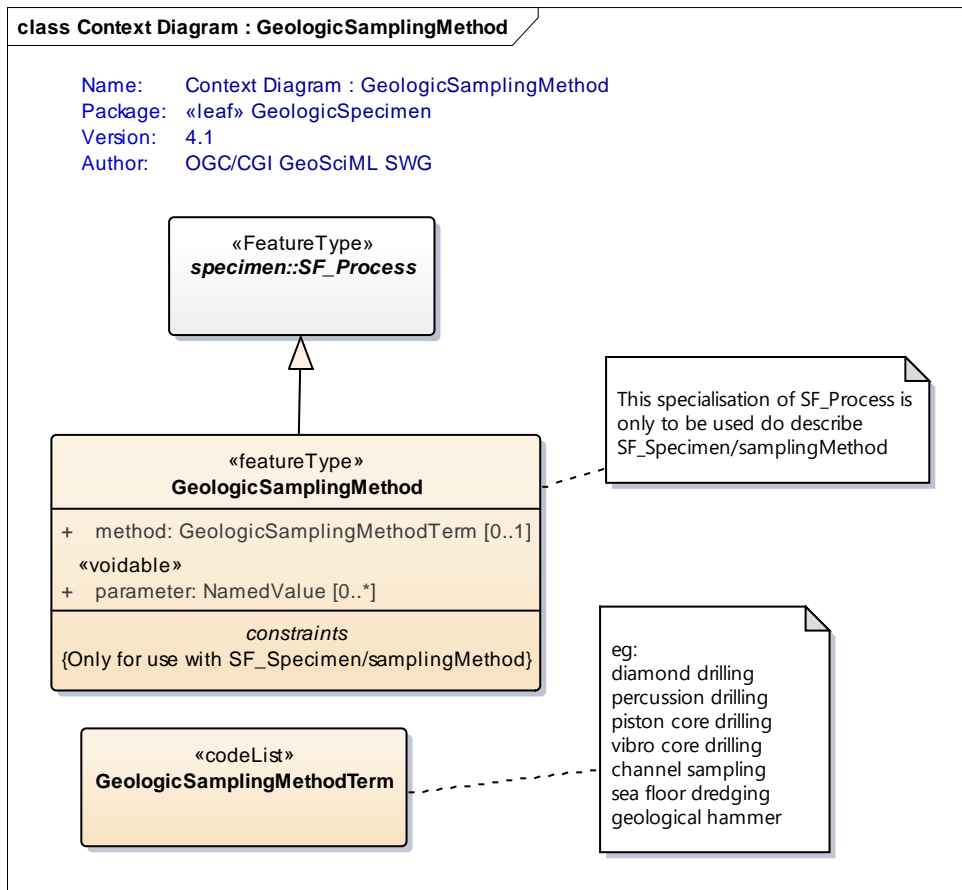 class Context Diagram : GeologicSamplingMethod
Name: Context Diagram : GeologicSamplingMethod
Package: «leaf» GeologicSpecimen
Version: 4.1
Author: OGC/CGI GeoSciML SWG
«FeatureType»
specimen::SF_Process
This specialisation of SF_Process is
only to be used do describe
SF_Specimen/samplingMethod
«featureType»
GeologicSamplingMethod
+ method: GeologicSamplingMethodTerm [0..1]
«voidable»
+ parameter: NamedValue [0..*]
constraints
{Only for use with SF_Specimen/samplingMethod}
eg:
diamond drilling
percussion drilling
piston core drilling
vibro core drilling
channel sampling
sea floor dredging
geological hammer
«codeList»
GeologicSamplingMethodTerm